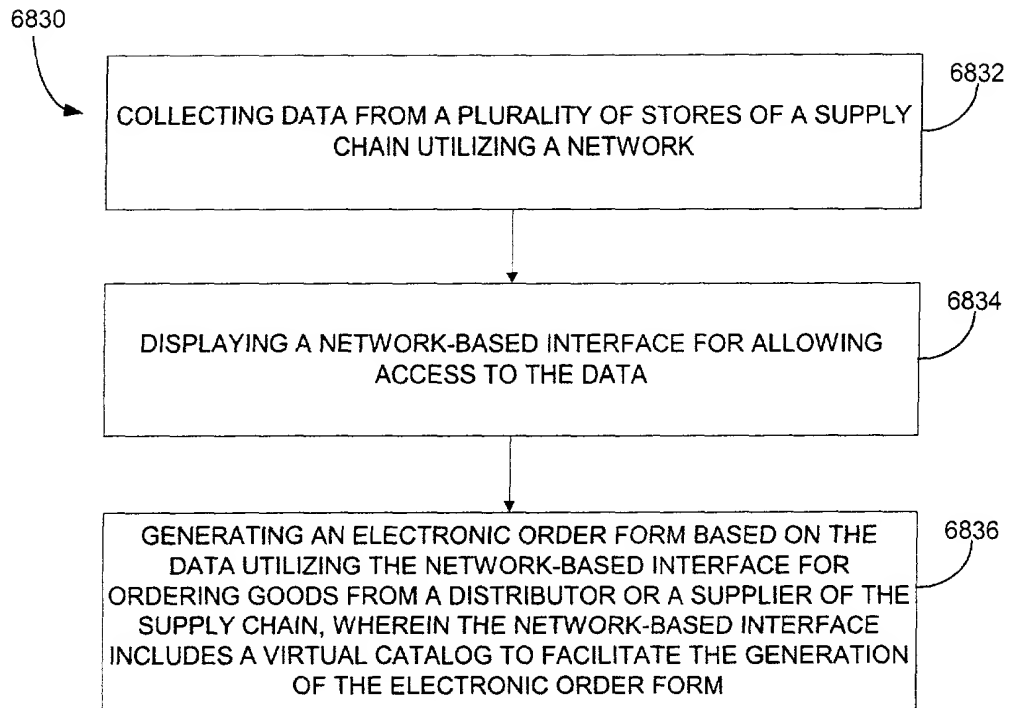 6830
6832
COLLECTING DATA FROM A PLURALITY OF STORES OF A SUPPLY
CHAIN UTILIZING A NETWORK
6834
DISPLAYING A NETWORK-BASED INTERFACE FOR ALLOWING
ACCESS TO THE DATA
6836
GENERATING AN ELECTRONIC ORDER FORM BASED ON THE
DATA UTILIZING THE NETWORK-BASED INTERFACE FOR
ORDERING GOODS FROM A DISTRIBUTOR OR A SUPPLIER OF THE
SUPPLY CHAIN, WHEREIN THE NETWORK-BASED INTERFACE
INCLUDES A VIRTUAL CATALOG TO FACILITATE THE GENERATION
OF THE ELECTRONIC ORDER FORM